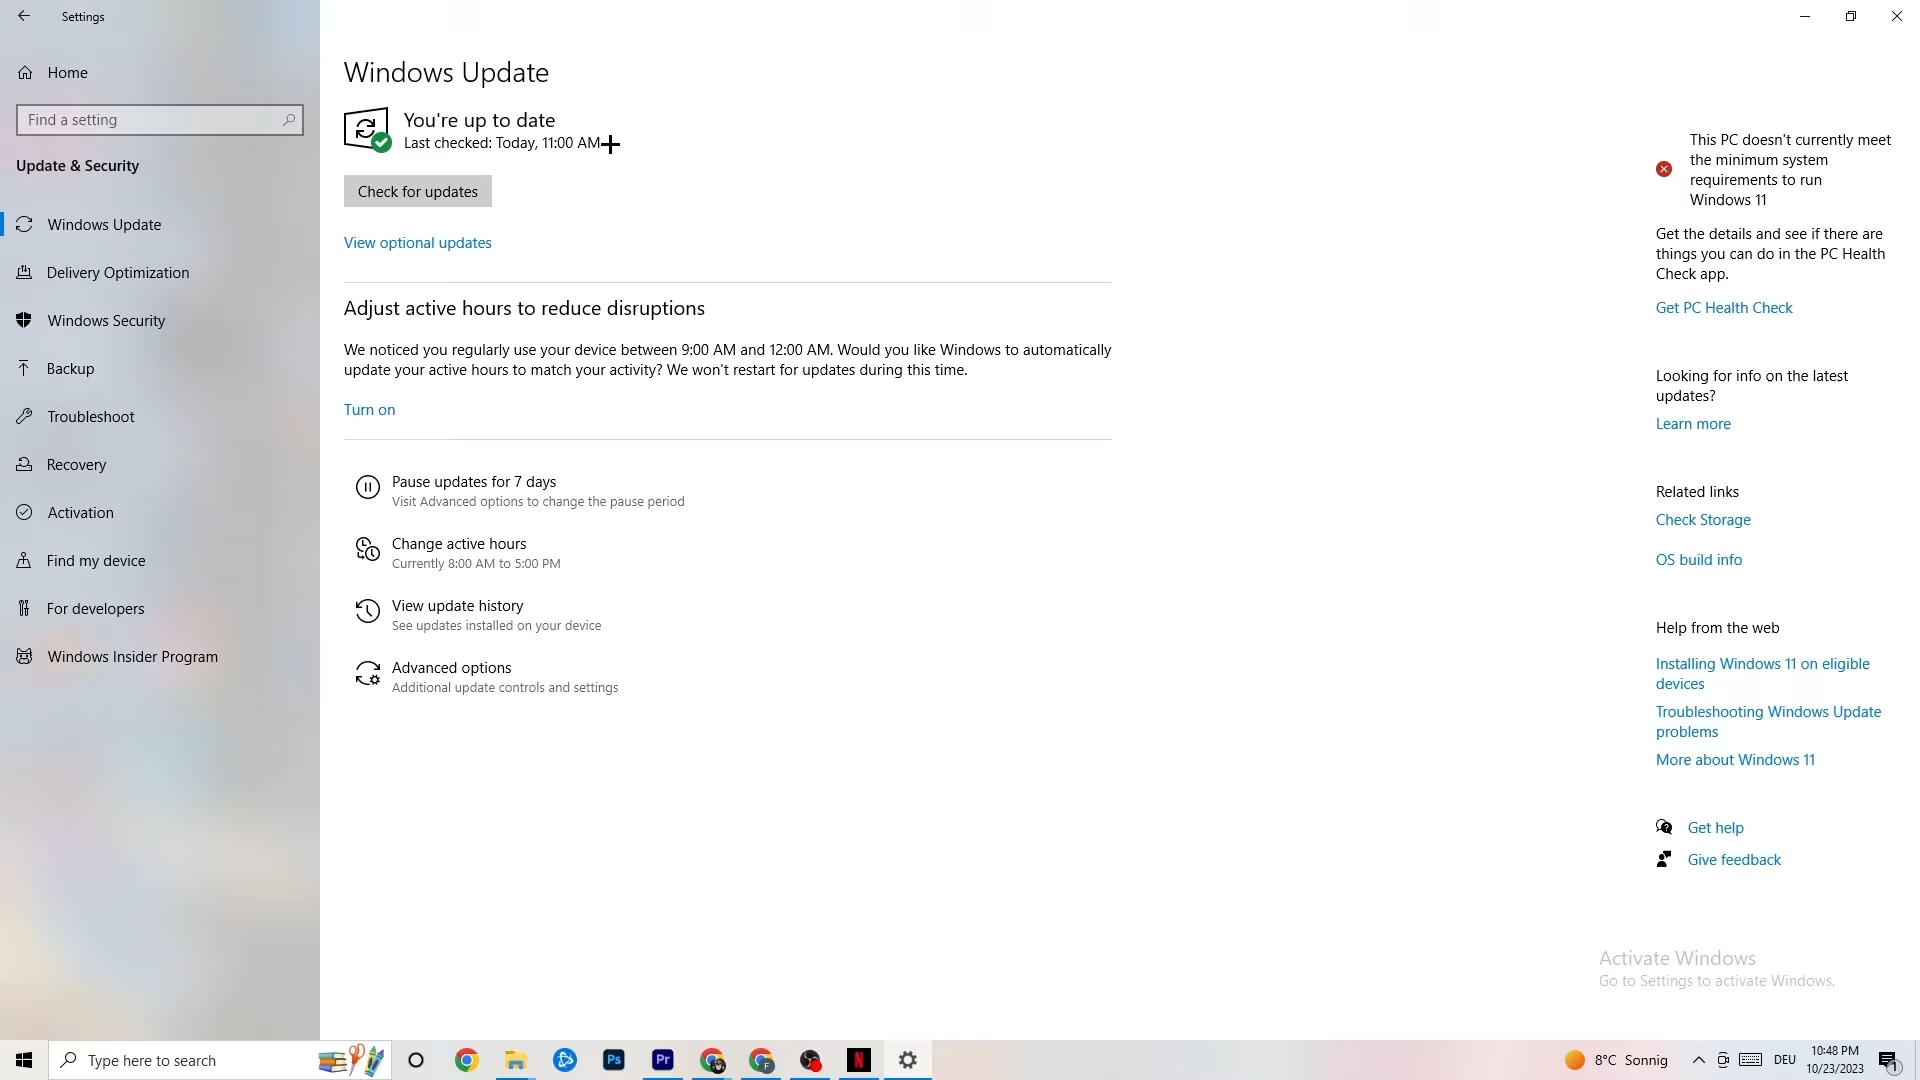 Settings
Home
Find a setting
Update & Security
Windows Update
Delivery Optimization
Windows Security
Backup
Troubleshoot
Recovery
Activation
Find my device
For developers
Windows Insider Program
Windows Update
You're up to date
Last checked: Today, 11:00 AM
Check for updates
View optional updates
Adjust active hours to reduce disruptions
We noticed you regularly use your device between 9:00 AM and 12:00 AM. Would you like Windows to automatically
update your active hours to match your activity? We won't restart for updates during this time.
Turn on
Pause updates for 7 days
Visit Advanced options to change the pause period
Change active hours
Currently 8:00 AM to 5:00 PM
View update history
See updates installed on your device
Advanced options
Additional update controls and settings
This PC doesn't currently meet
the minimum system
requirements to run
Windows 11
Get the details and see if there are
things you can do in the PC Health
Check app.
Get PC Health Check
Looking for info on the latest
updates?
Learn more
Related links
Check Storage
OS build info
Help from the web
Installing Windows 11 on eligible
devices
Troubleshooting Windows Update
problems
More about Windows 11
Get help
Give feedback
Activate Windows
Go to Settings to activate Windows.
Type here to search
Ps
Pr
F
N
8°C Sonnig
DEU
10:48 PM
10/23/2023
1